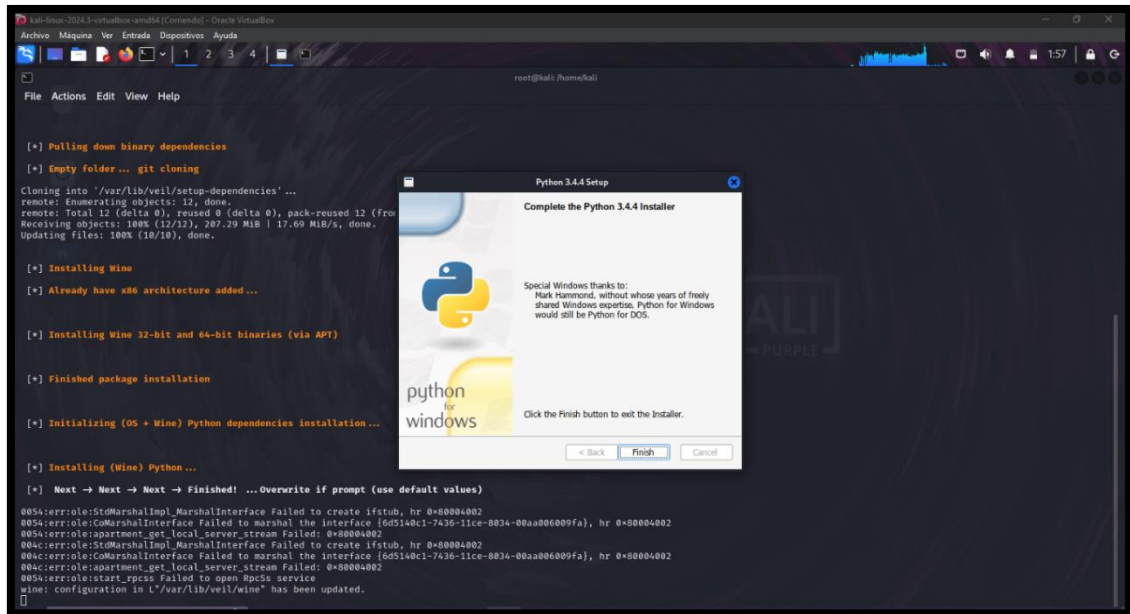 kali-linux-2024.3-virtualbox-amd64 [Corriendo] - Oracle VirtualBox
Archivo Máquina Ver Entrada Dispositivos Ayuda
1 2 3 4
1:57
root@kali: /home/kali
File Actions Edit View Help
[*] Pulling down binary dependencies
[*] Empty folder ... git cloning
Cloning into '/var/lib/veil/setup-dependencies' ...
remote: Enumerating objects: 12, done.
remote: Total 12 (delta 0), reused 0 (delta 0), pack-reused 12 (from
Receiving objects: 100% (12/12), 207.29 MiB | 17.69 MiB/s, done.
Updating files: 100% (10/10), done.
[*] Installing Wine
[*] Already have x86 architecture added ...
[*] Installing Wine 32-bit and 64-bit binaries (via APT)
[*] Finished package installation
[*] Initializing (OS + Wine) Python dependencies installation ...
[*] Installing (Wine) Python ...
[*] Next → Next → Next → Finished! ... Overwrite if prompt (use default values)
0054:err:ole:StdMarshalImpl_MarshalInterface Failed to create ifstub, hr 0×80004002
0054:err:ole:CoMarshalInterface Failed to marshal the interface {6d5140c1-7436-11ce-8034-00aa006009fa}, hr 0×80004002
0054:err:ole:apartment_get_local_server_stream Failed: 0×80004002
004c:err:ole:StdMarshalImpl_MarshalInterface Failed to create ifstub, hr 0×80004002
004c:err:ole:CoMarshalInterface Failed to marshal the interface {6d5140c1-7436-11ce-8034-00aa006009fa}, hr 0×80004002
004c:err:ole:apartment_get_local_server_stream Failed: 0×80004002
0054:err:ole:start_rpcss Failed to open RpcSs service
wine: configuration in L"/var/lib/veil/wine" has been updated.
Python 3.4.4 Setup
Complete the Python 3.4.4 Installer
Special Windows thanks to:
Mark Hammond, without whose years of freely
shared Windows expertise, Python for Windows
would still be Python for DOS.
python
for
windows
Click the Finish button to exit the Installer.
< Back Finish Cancel
ALI
PURPLE